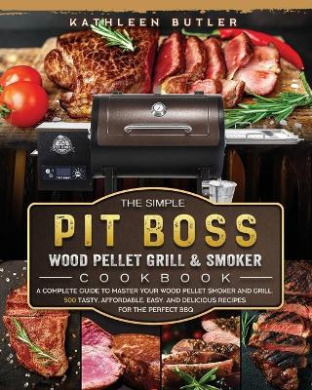 KATHLEEN BUTLER
THE SIMPLE
PIT BOSS
WOOD PELLET GRILL & SMOKER
COOKBOOK
A COMPLETE GUIDE TO MASTER YOUR WOOD PELLET SMOKER AND GRILL.
500 TASTY, AFFORDABLE, EASY, AND DELICIOUS RECIPES
FOR THE PERFECT BBQ